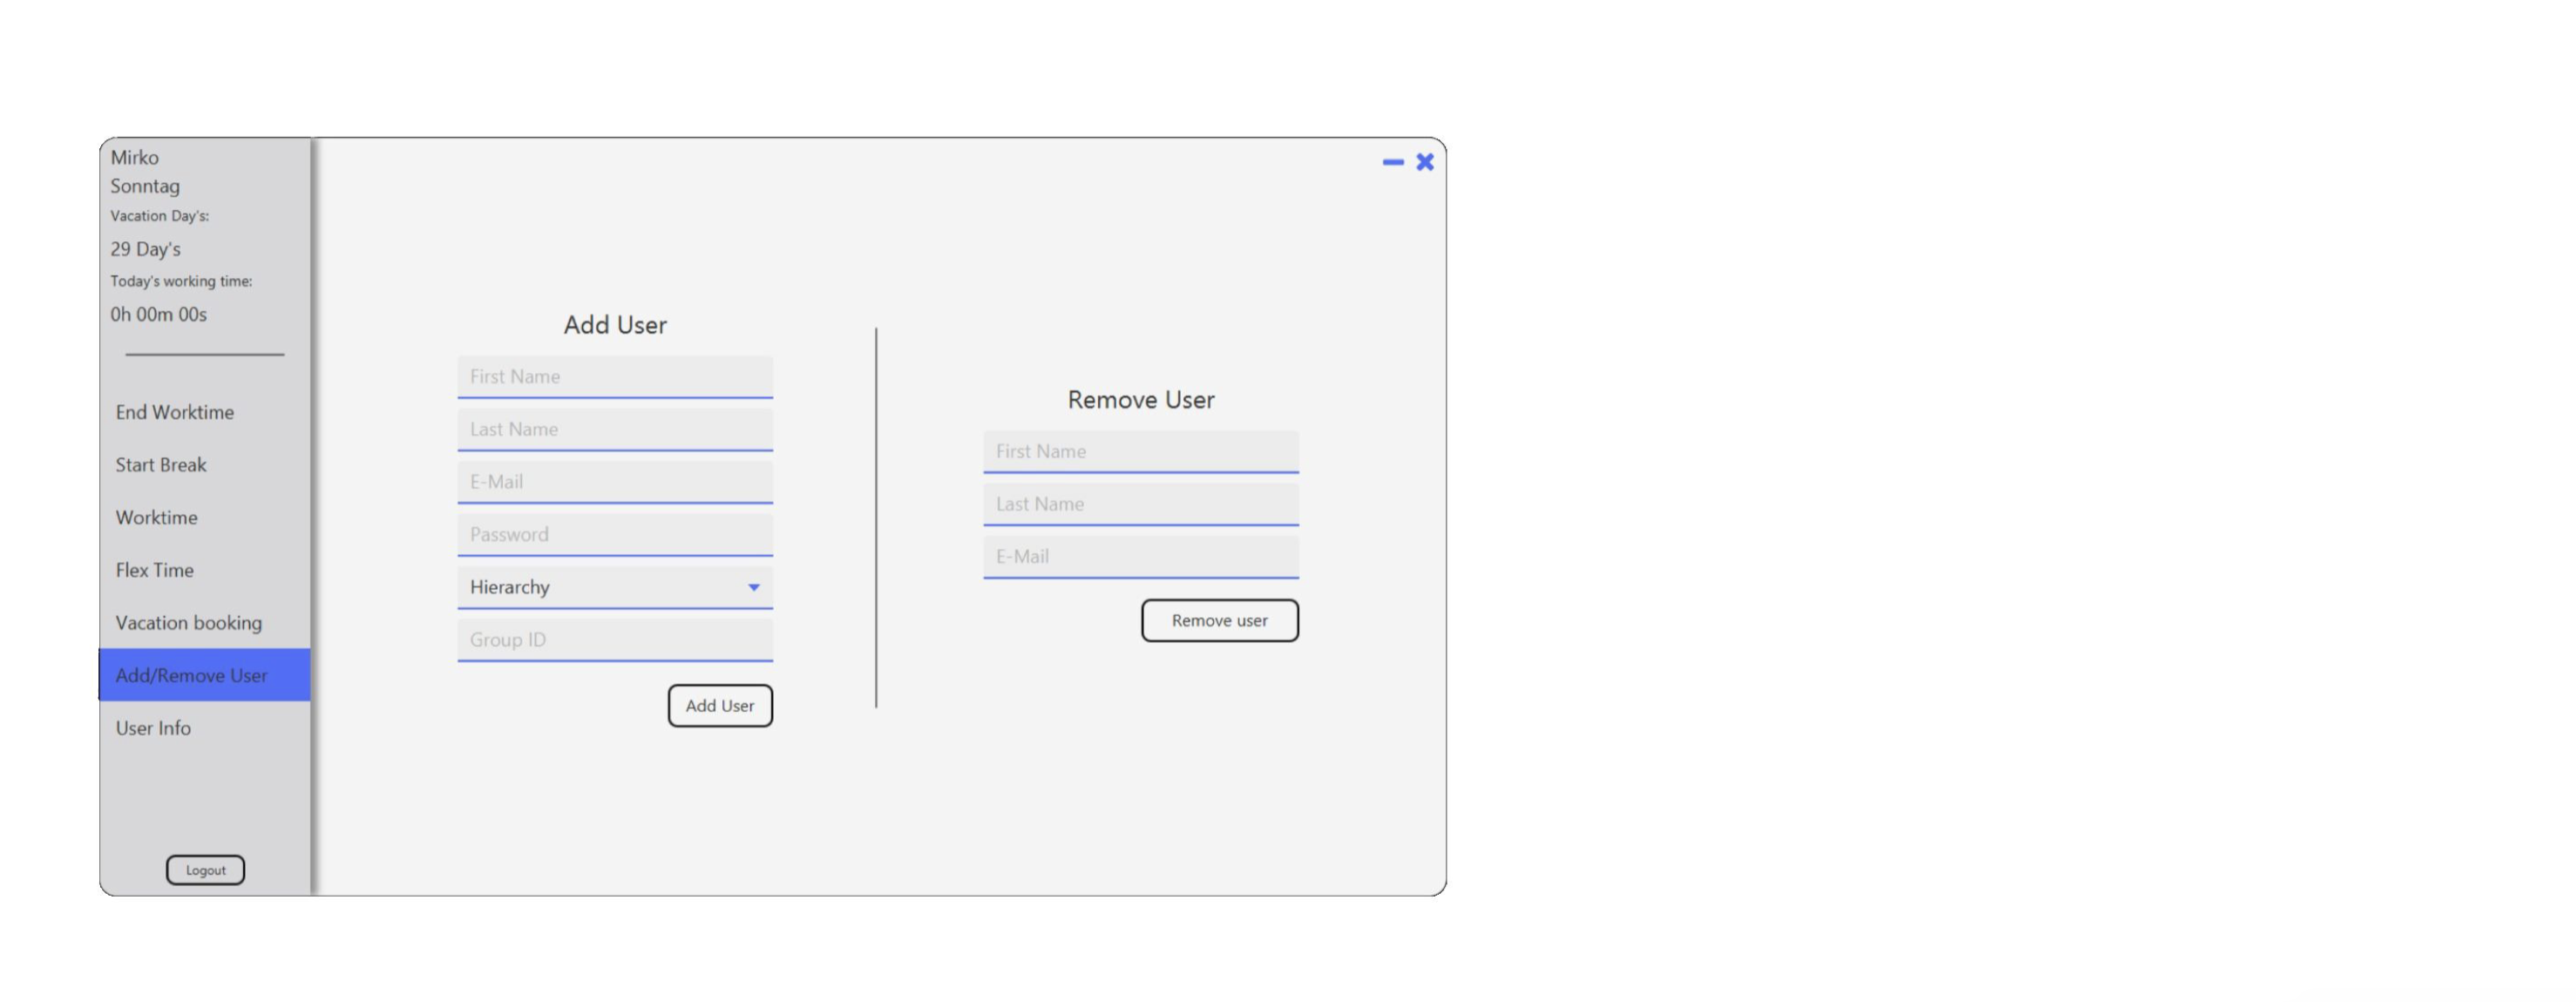 Mirko
Sonntag
Vacation Day's:
29 Day's
Today's working time:
0h 00m 00s
End Worktime
Start Break
Worktime
Flex Time
Vacation booking
Add/Remove User
User Info
Logout
Add User
First Name
Last Name
E-Mail
Password
Hierarchy
Group ID
Add User
Remove User
First Name
Last Name
E-Mail
Remove user